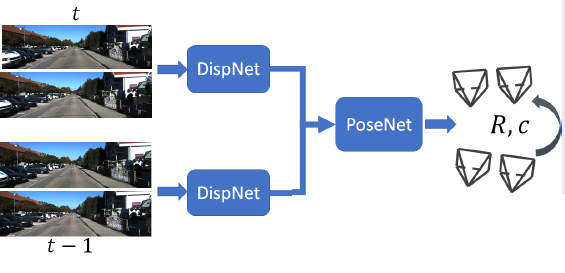 t
DispNet
PoseNet
R, c
DispNet
t − 1